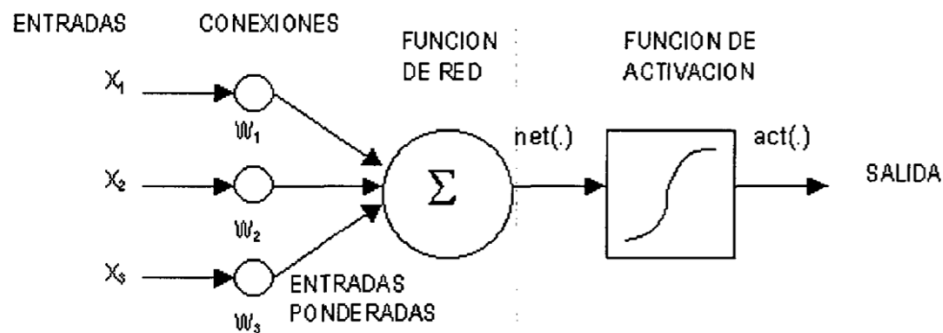 ENTRADAS
CONEXIONES
FUNCION
DE RED
FUNCION DE
ACTIVACION
X₁
W₁
X₂
W₂
X₃
W₃
Σ
net(.)
act(.)
SALIDA
ENTRADAS
PONDERADAS